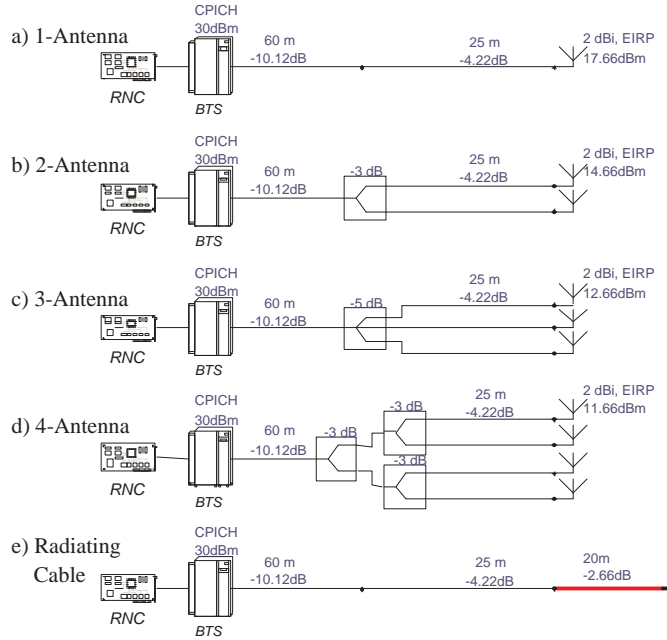 a) 1-Antenna
CPICH
30dBm
60 m
-10.12dB
25 m
-4.22dB
2 dBi, EIRP
17.66dBm
RNC
BTS
b) 2-Antenna
CPICH
30dBm
60 m
-10.12dB
-3 dB
25 m
-4.22dB
2 dBi, EIRP
14.66dBm
RNC
BTS
c) 3-Antenna
CPICH
30dBm
60 m
-10.12dB
-5 dB
25 m
-4.22dB
2 dBi, EIRP
12.66dBm
RNC
BTS
d) 4-Antenna
CPICH
30dBm
60 m
-10.12dB
-3 dB
-3 dB
-3 dB
25 m
-4.22dB
2 dBi, EIRP
11.66dBm
RNC
BTS
e) Radiating
Cable
CPICH
30dBm
60 m
-10.12dB
25 m
-4.22dB
20m
-2.66dB
RNC
BTS